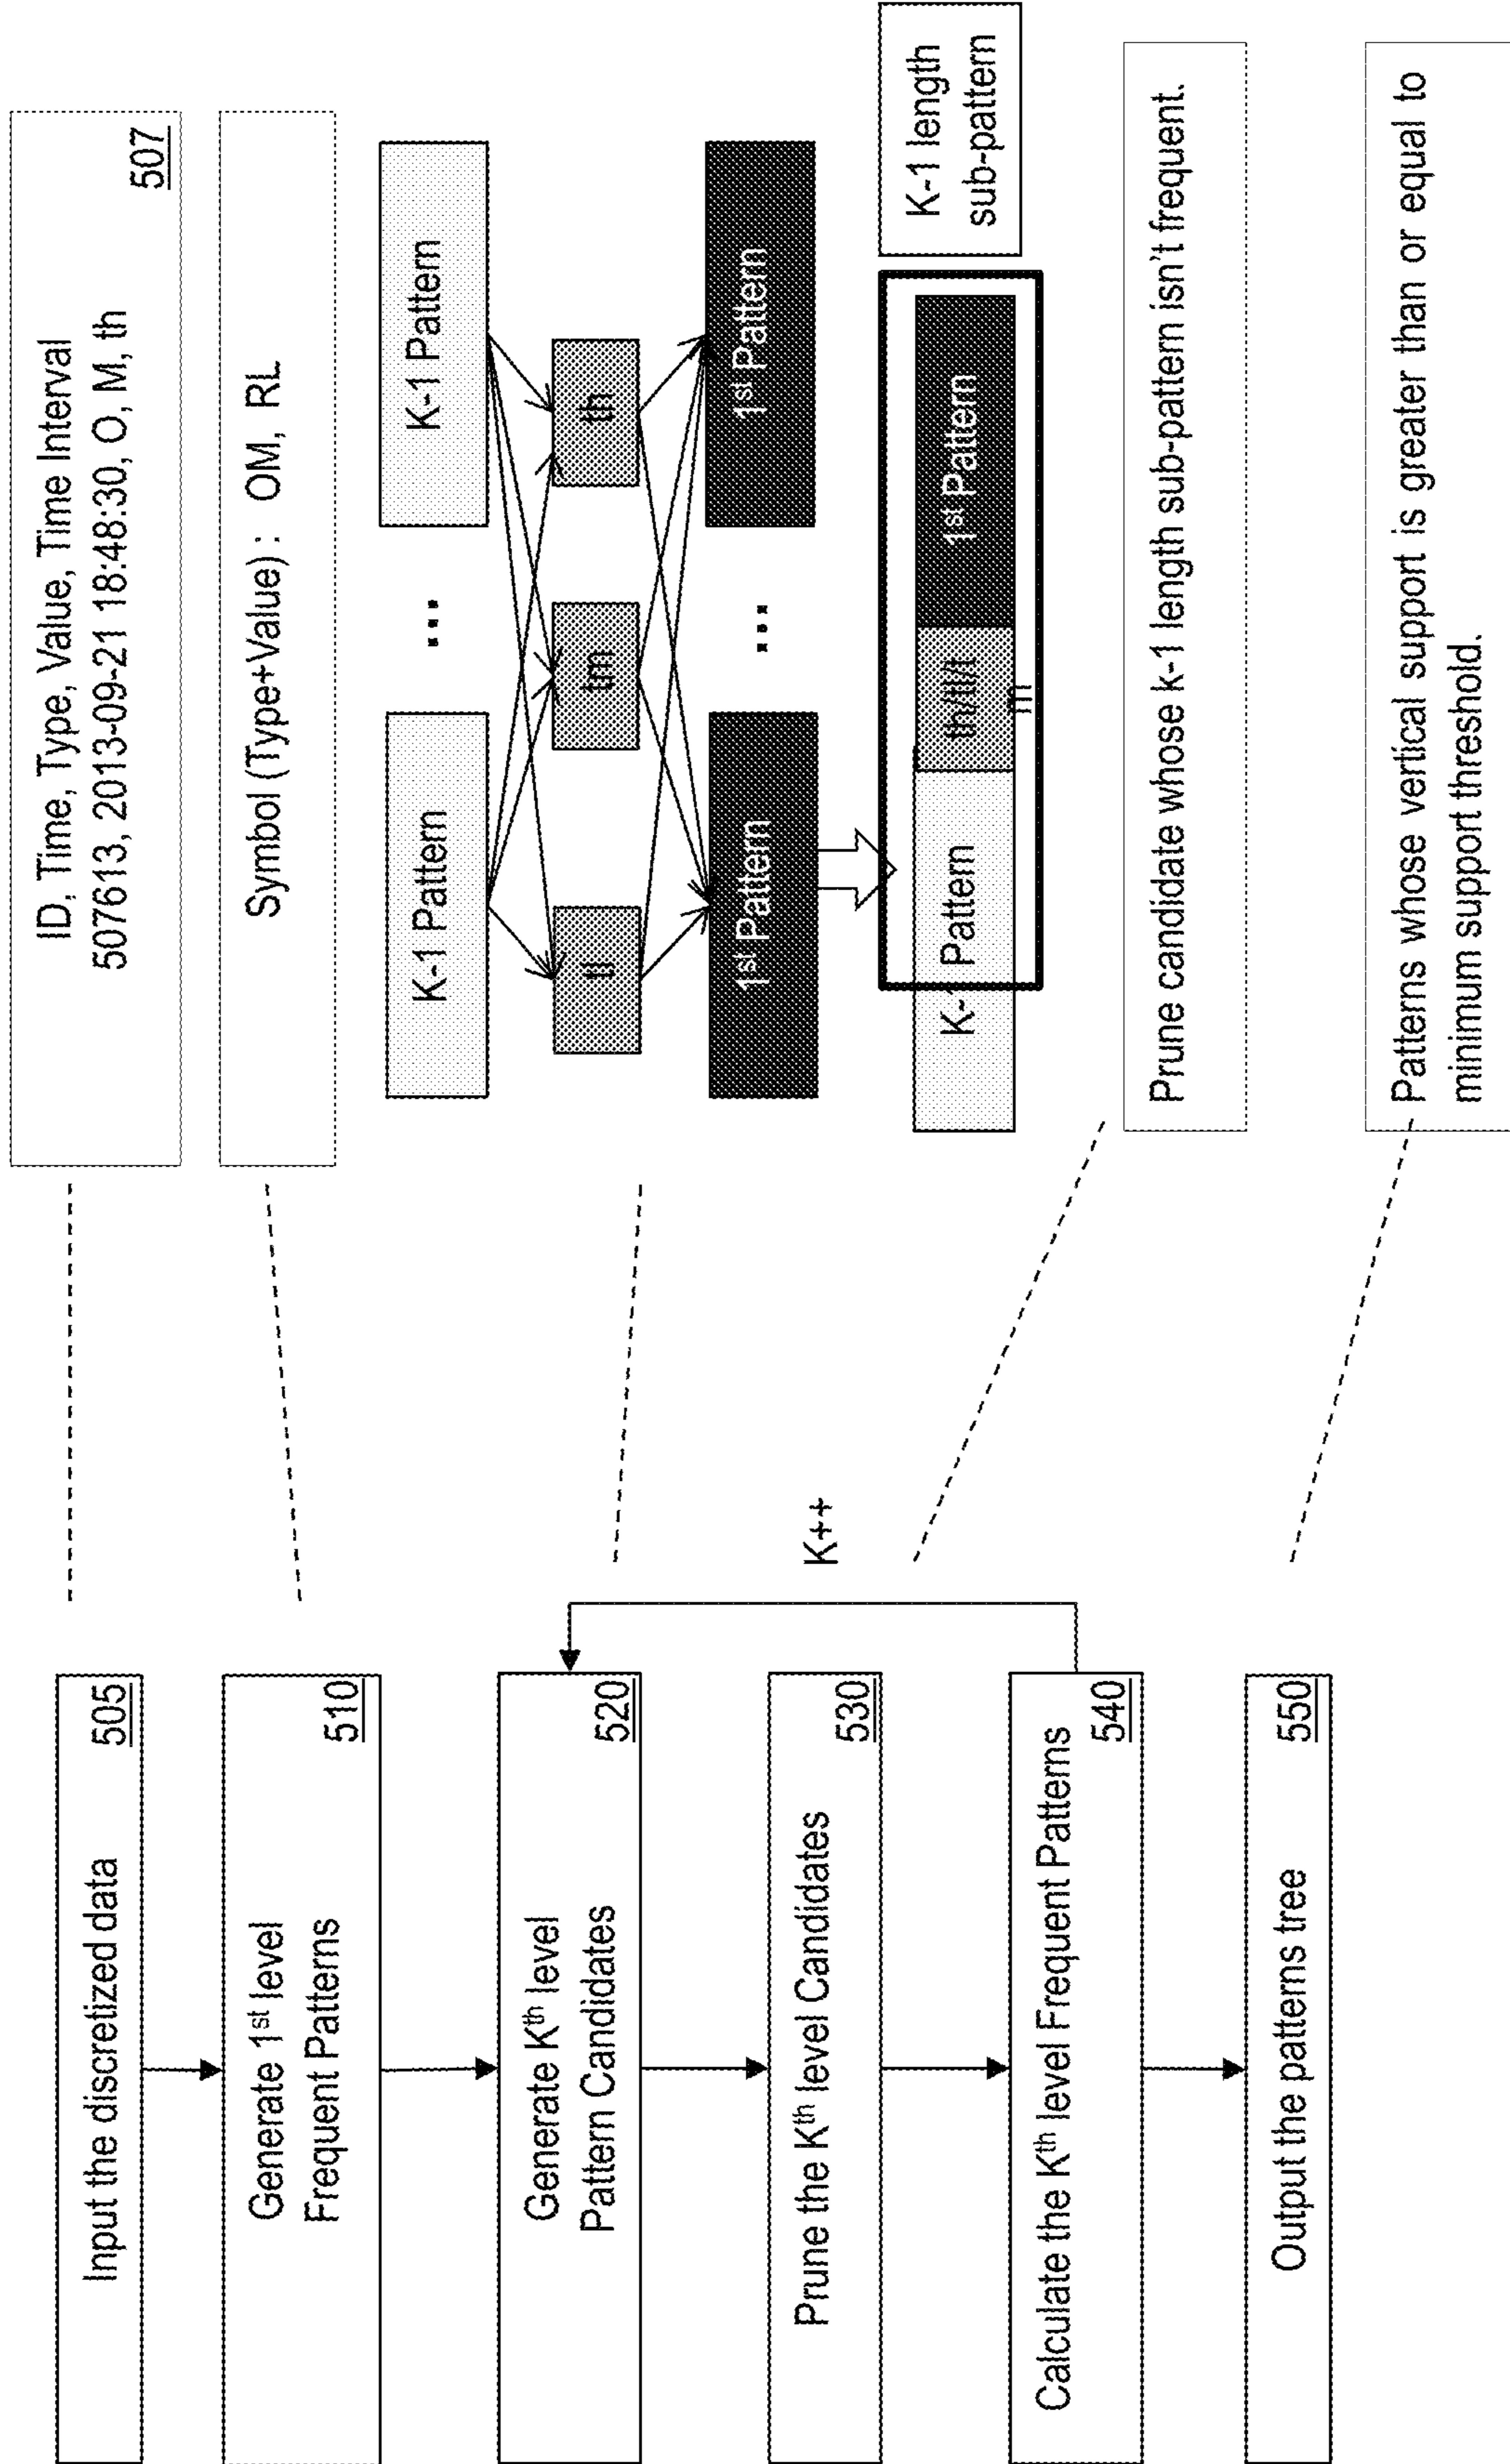 Input the discretized data
505
Generate 1st level
Frequent Patterns
510
Generate Kth level
Pattern Candidates
520
Prune the Kth level Candidates
530
Calculate the Kth level Frequent Patterns
540
Output the patterns tree
550
K++
ID, Time, Type, Value, Time Interval
507613, 2013-09-21 18:48:30, O, M, th
507
Symbol (Type+Value) : OM, RL
K-1 Pattern
...
K-1 Pattern
tl
tm
th
1st Pattern
...
1st Pattern
K-1 Pattern
th/tl/t
m
1st Pattern
K-1 length
sub-pattern
Prune candidate whose k-1 length sub-pattern isn't frequent.
Patterns whose vertical support is greater than or equal to
minimum support threshold.